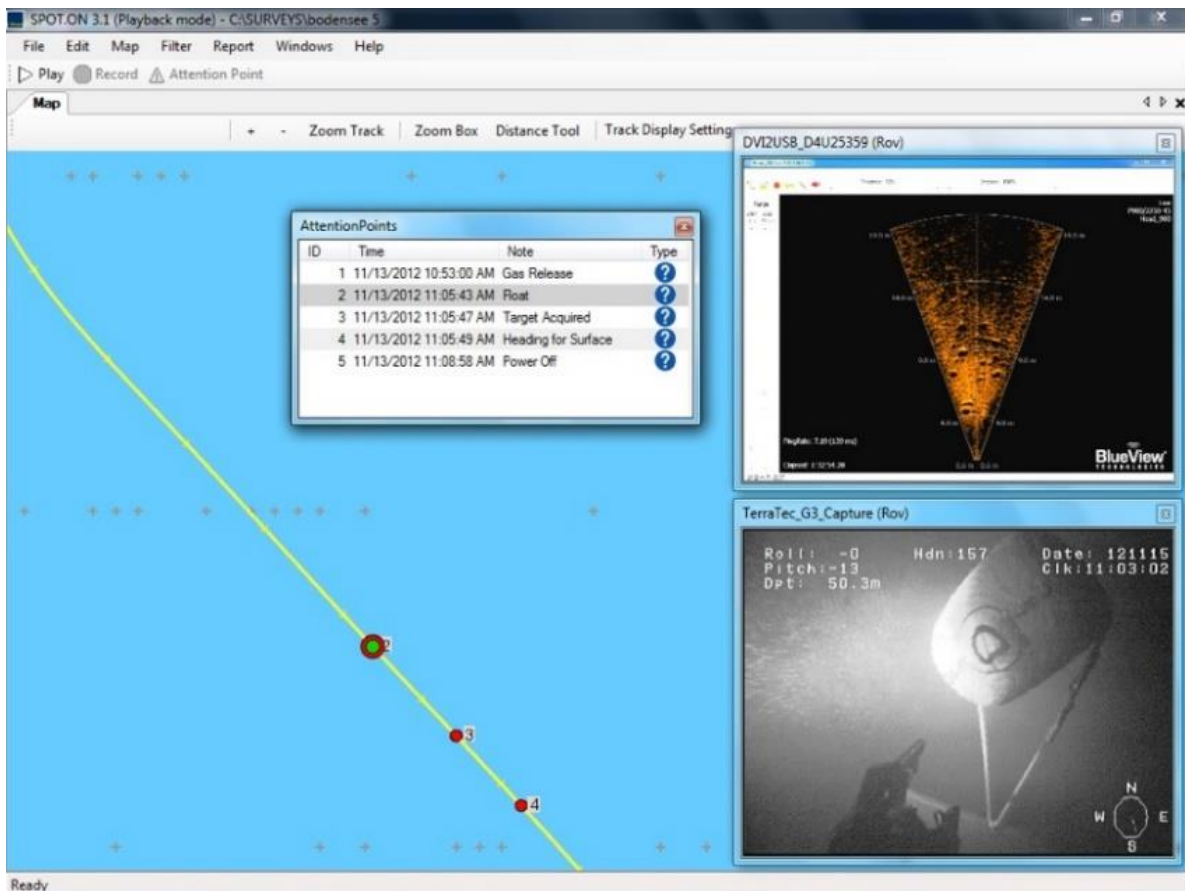 SPOT.ON 3.1 (Playback mode) - C:\SURVEYS\bodensee 5
File Edit Map Filter Report Windows Help
Play Record Attention Point
Map
+ - Zoom Track Zoom Box Distance Tool Track Display Setting
DVI2USB_D4U25359 (Rov)
BlueView
TECHNOLOGIES
AttentionPoints
ID Time Note Type
1 11/13/2012 10:53:00 AM Gas Release ?
2 11/13/2012 11:05:43 AM Float ?
3 11/13/2012 11:05:47 AM Target Acquired ?
4 11/13/2012 11:05:49 AM Heading for Surface ?
5 11/13/2012 11:08:58 AM Power Off ?
2
3
4
TerraTec_G3_Capture (Rov)
Roll: -0 Hdn:157 Date: 121115
Pitch:-13 Clk:11:03:02
Dpt: 50.3m
N
W E
S
Ready